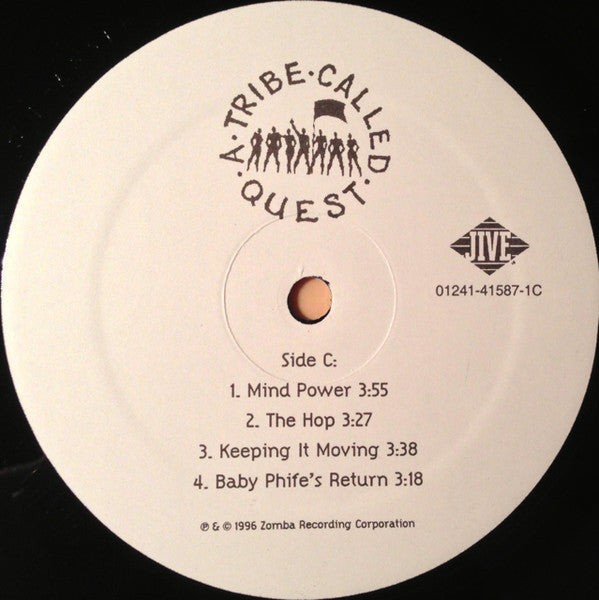 A·TRIBE·CALLED
·QUEST·
JIVE
01241-41587-1C
Side C:
1. Mind Power 3:55
2. The Hop 3:27
3. Keeping It Moving 3:38
4. Baby Phife's Return 3:18
℗ & © 1996 Zomba Recording Corporation